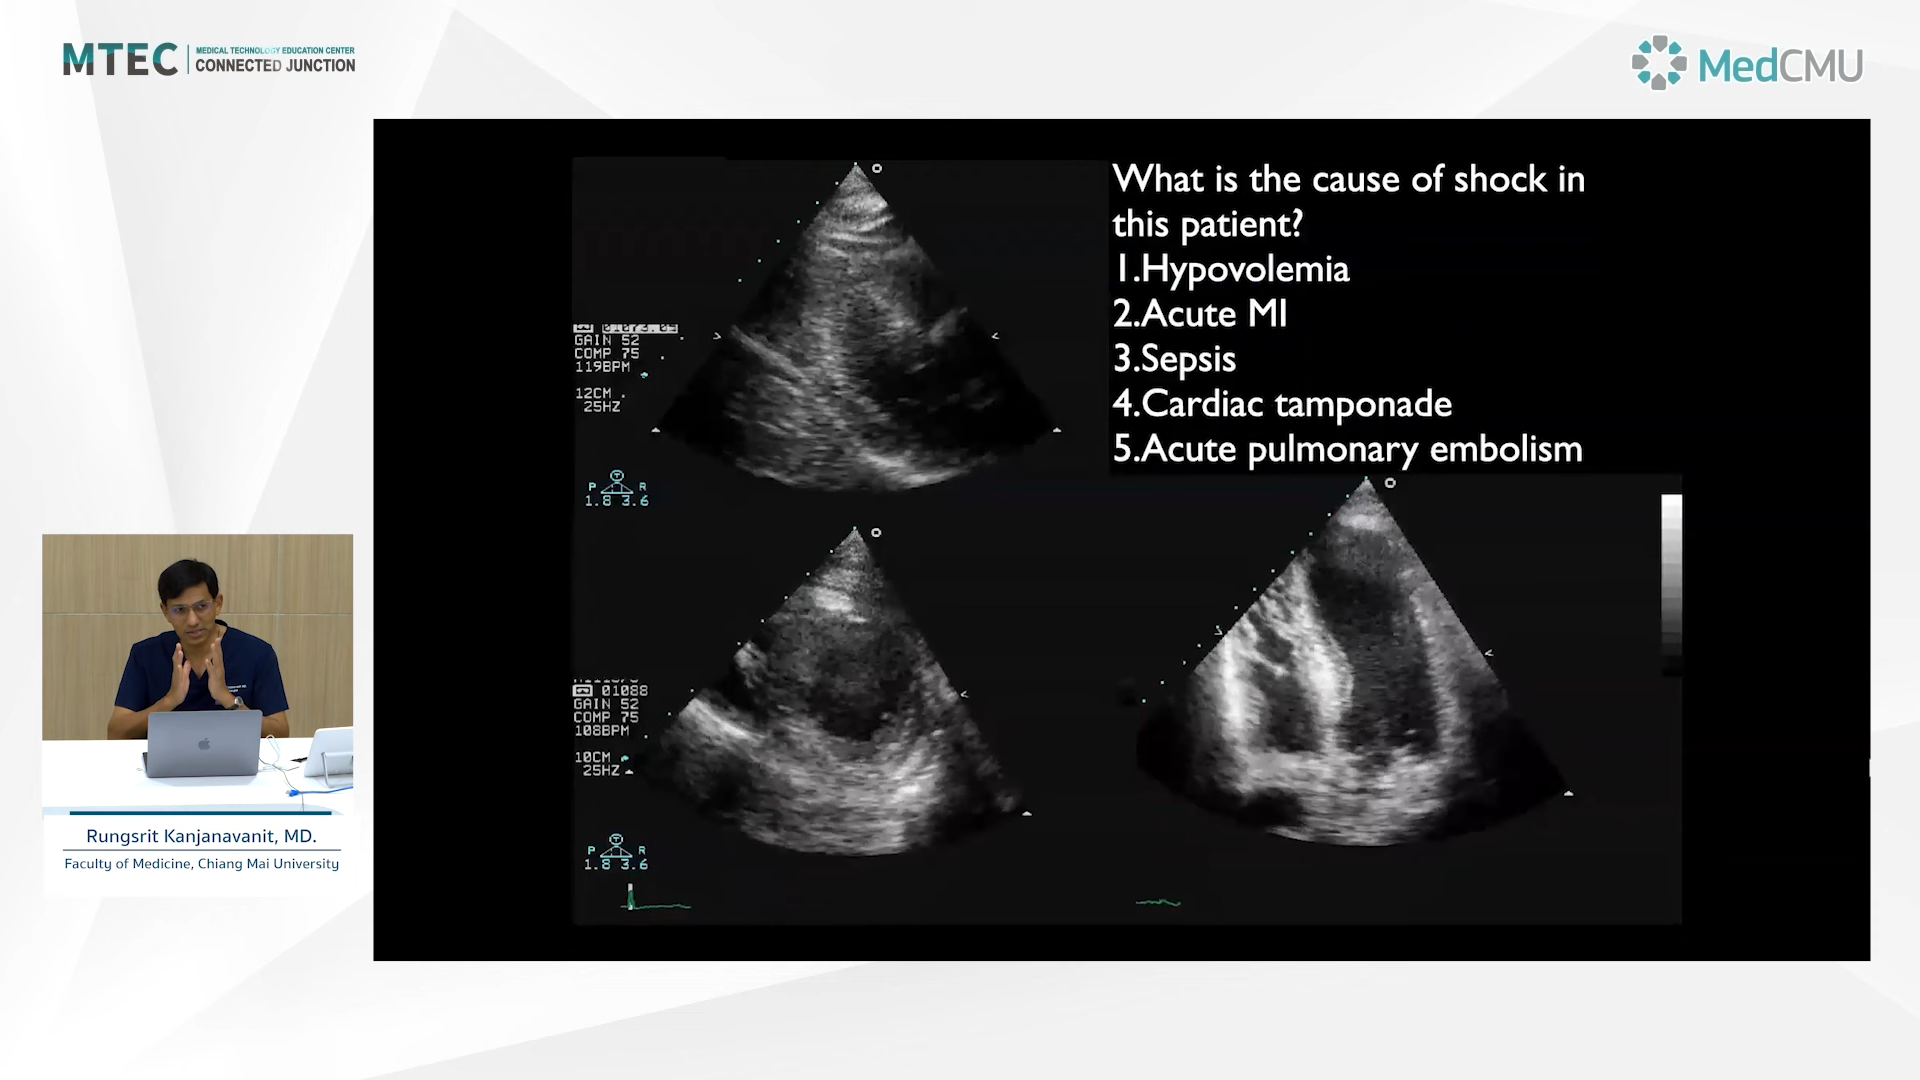 MTEC
MEDICAL TECHNOLOGY EDUCATION CENTER
CONNECTED JUNCTION
MedCMU
What is the cause of shock in
this patient?
1.Hypovolemia
2.Acute MI
3.Sepsis
4.Cardiac tamponade
5.Acute pulmonary embolism
GAIN 52
COMP 75
119BPM
12CM
25HZ
P R
1.8 3.6
01088
GAIN 52
COMP 75
108BPM
10CM
25HZ
P R
1.8 3.6
Rungsrit Kanjanavanit, MD.
Faculty of Medicine, Chiang Mai University